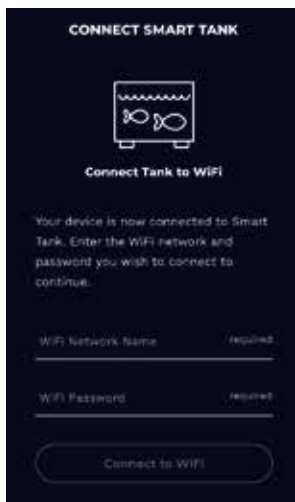 CONNECT SMART TANK
Connect Tank to WiFi
Your device is now connected to Smart
Tank. Enter the WiFi network and
password you wish to connect to
continue.
WiFi Network Name required
WiFi Password required
Connect to WiFi